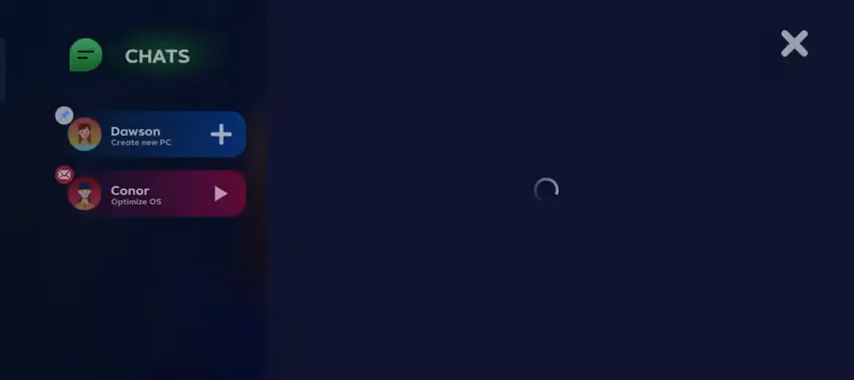 CHATS
Dawson
Create new PC
Conor
Optimize OS